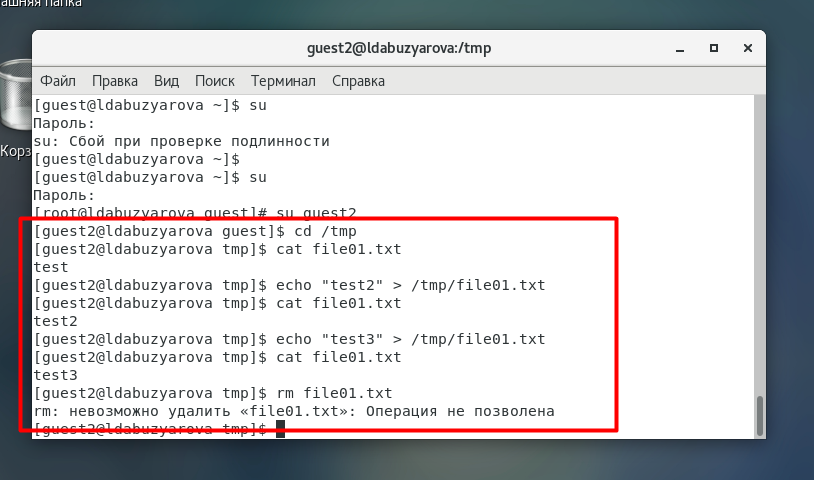 guest2@ldabuzyarova:/tmp
Файл Правка Вид Поиск Терминал Справка
[guest@ldabuzyarova ~]$ su
Пароль:
su: Сбой при проверке подлинности
[guest@ldabuzyarova ~]$
[guest@ldabuzyarova ~]$ su
Пароль:
[root@ldabuzyarova guest]# su guest2
[guest2@ldabuzyarova guest]$ cd /tmp
[guest2@ldabuzyarova tmp]$ cat file01.txt
test
[guest2@ldabuzyarova tmp]$ echo "test2" > /tmp/file01.txt
[guest2@ldabuzyarova tmp]$ cat file01.txt
test2
[guest2@ldabuzyarova tmp]$ echo "test3" > /tmp/file01.txt
[guest2@ldabuzyarova tmp]$ cat file01.txt
test3
[guest2@ldabuzyarova tmp]$ rm file01.txt
rm: невозможно удалить «file01.txt»: Операция не позволена
[guest2@ldabuzyarova tmp]$